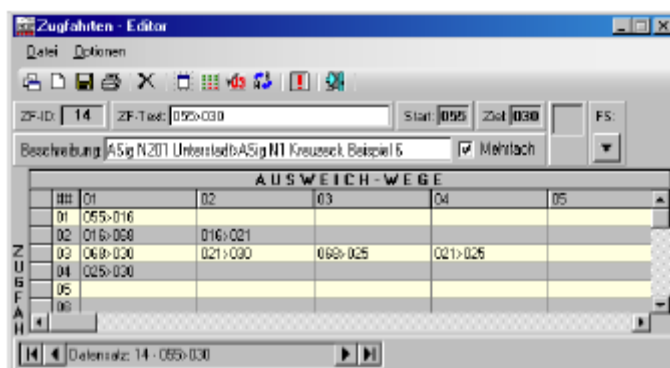 Zugfahrten - Editor
Datei Optionen
ZF-ID: 14 ZF-Text: 055>030 Start: 055 Ziel: 030 FS:
Beschreibung: ASig N201 Unterstadt>ASig N1 Kreuzeck Beispiel 6 Mehrfach
AUSWEICH-WEGE
## 01 02 03 04 05
01 055>016
02 016>068 016>021
03 068>030 021>030 068>025 021>025
04 025>030
05
06
ZUGFAH
Datensatz: 14 - 055>030